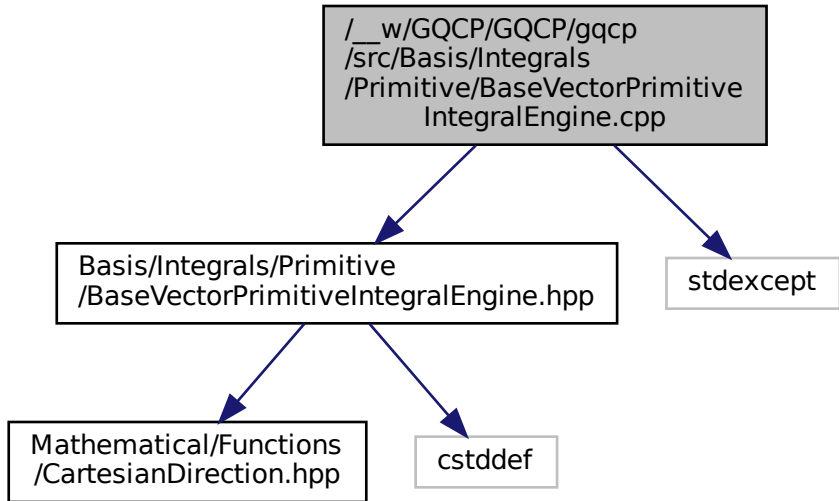 /__w/GQCP/GQCP/gqcp
/src/Basis/Integrals
/Primitive/BaseVectorPrimitive
IntegralEngine.cpp
Basis/Integrals/Primitive
/BaseVectorPrimitiveIntegralEngine.hpp
stdexcept
Mathematical/Functions
/CartesianDirection.hpp
cstddef